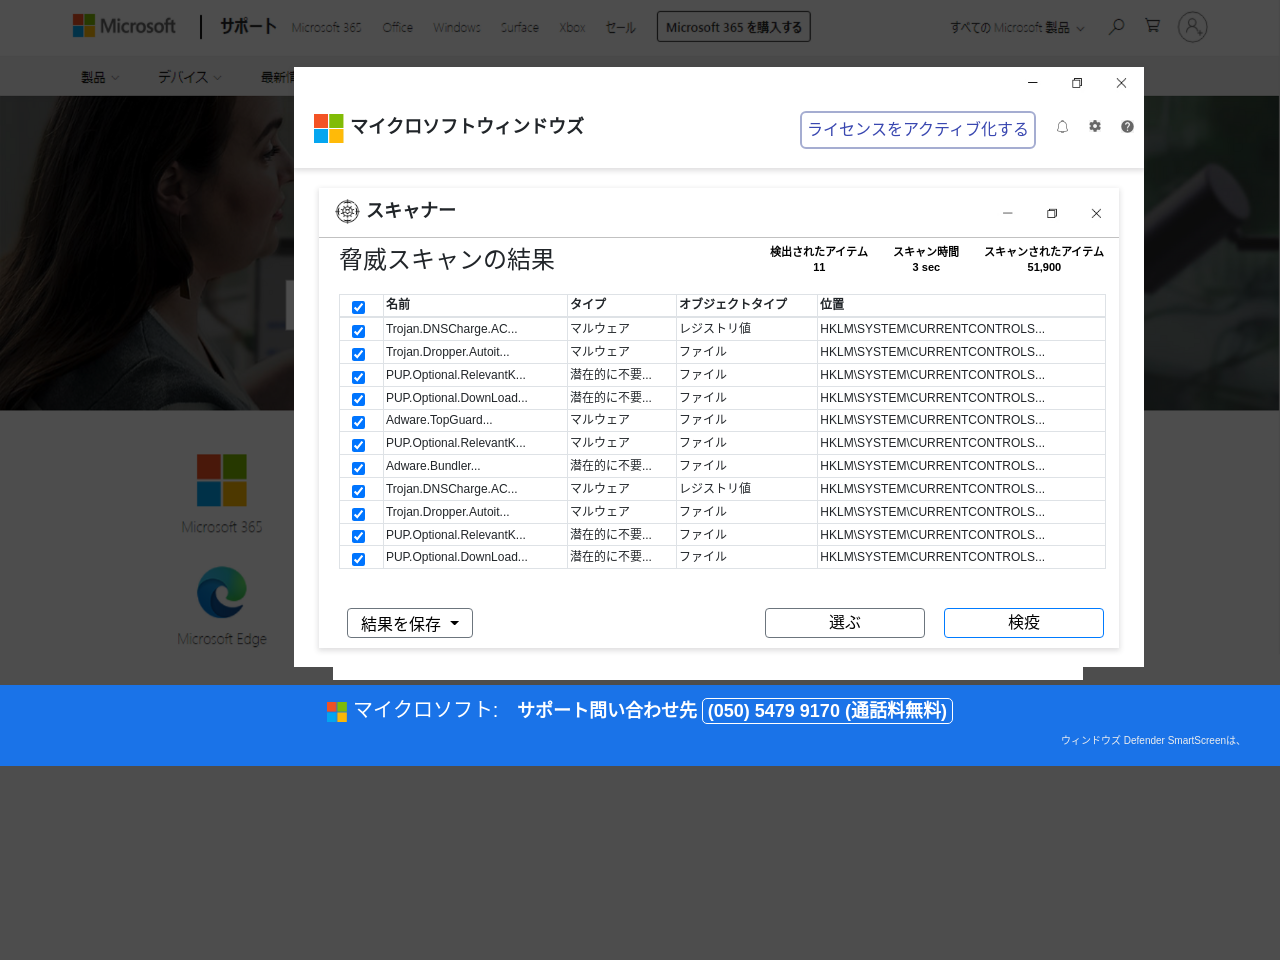 Microsoft サポート Microsoft 365 Office Windows Surface Xbox セール Microsoft 365 を購入する すべての Microsoft 製品
製品 デバイス
マイクロソフトウィンドウズ ライセンスをアクティブ化する
スキャナー
脅威スキャンの結果
検出されたアイテム スキャン時間 スキャンされたアイテム
11 3 sec 51,900
名前 タイプ オブジェクトタイプ 位置
Trojan.DNSCharge.AC... マルウェア レジストリ値 HKLM\SYSTEM\CURRENTCONTROLS...
Trojan.Dropper.Autoit... マルウェア ファイル HKLM\SYSTEM\CURRENTCONTROLS...
PUP.Optional.RelevantK... 潜在的に不要... ファイル HKLM\SYSTEM\CURRENTCONTROLS...
PUP.Optional.DownLoad... 潜在的に不要... ファイル HKLM\SYSTEM\CURRENTCONTROLS...
Adware.TopGuard... マルウェア ファイル HKLM\SYSTEM\CURRENTCONTROLS...
PUP.Optional.RelevantK... マルウェア ファイル HKLM\SYSTEM\CURRENTCONTROLS...
Adware.Bundler... 潜在的に不要... ファイル HKLM\SYSTEM\CURRENTCONTROLS...
Trojan.DNSCharge.AC... マルウェア レジストリ値 HKLM\SYSTEM\CURRENTCONTROLS...
Trojan.Dropper.Autoit... マルウェア ファイル HKLM\SYSTEM\CURRENTCONTROLS...
PUP.Optional.RelevantK... 潜在的に不要... ファイル HKLM\SYSTEM\CURRENTCONTROLS...
PUP.Optional.DownLoad... 潜在的に不要... ファイル HKLM\SYSTEM\CURRENTCONTROLS...
Microsoft 365
Microsoft Edge
結果を保存 選ぶ 検疫
マイクロソフト: サポート問い合わせ先 (050) 5479 9170 (通話料無料)
ウィンドウズ Defender SmartScreenは、